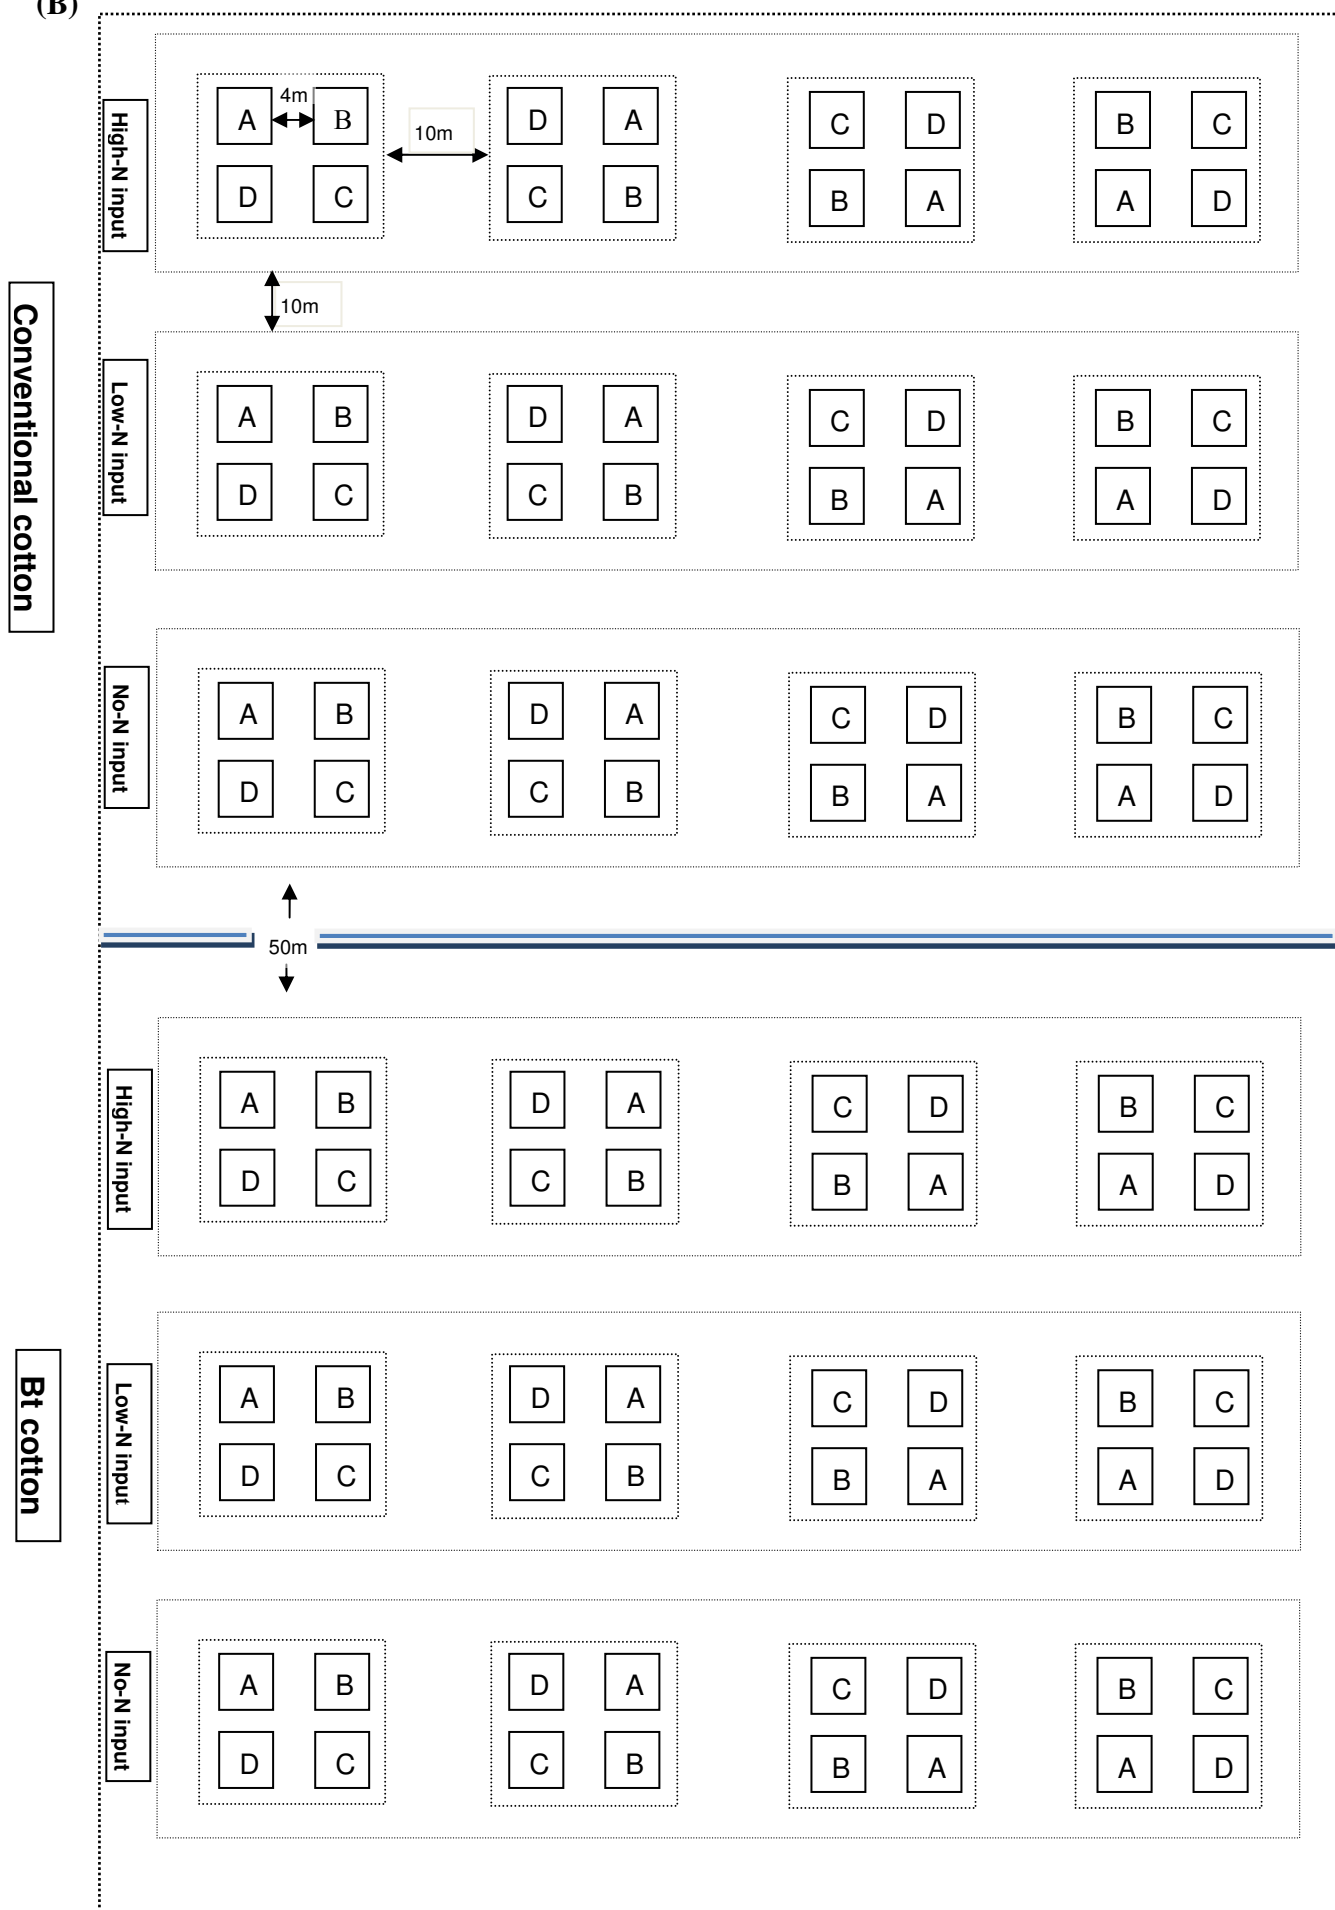 (B)
Conventional cotton
High-N input
4m
10m
A B D A C D B C
D C C B B A A D
10m
Low-N input
A B D A C D B C
D C C B B A A D
No-N input
A B D A C D B C
D C C B B A A D
50m
Bt cotton
High-N input
A B D A C D B C
D C C B B A A D
Low-N input
A B D A C D B C
D C C B B A A D
No-N input
A B D A C D B C
D C C B B A A D